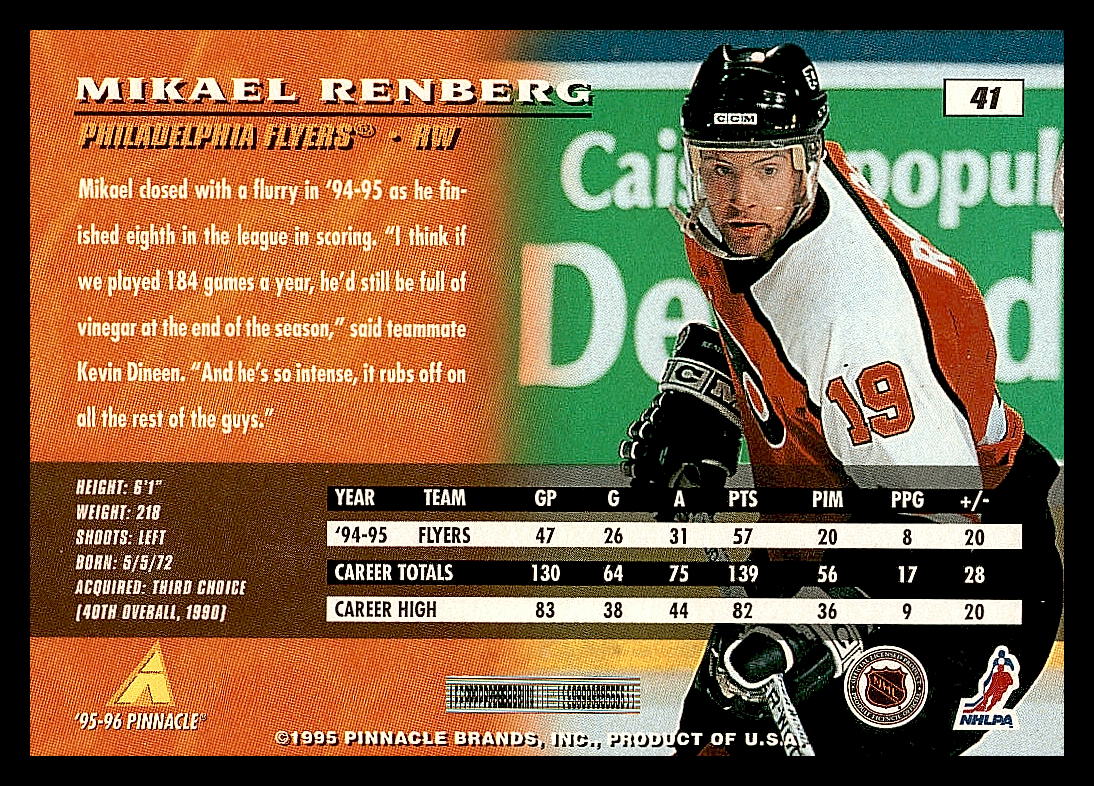 MIKAEL RENBERG
41
PHILADELPHIA FLYERS® · RW
Mikael closed with a flurry in '94-95 as he fin-
ished eighth in the league in scoring. "I think if
we played 184 games a year, he'd still be full of
vinegar at the end of the season," said teammate
Kevin Dineen. "And he's so intense, it rubs off on
all the rest of the guys."
CCM
Cais popul
De d
CCM
19
HEIGHT: 6'1"
WEIGHT: 218
SHOOTS: LEFT
BORN: 5/5/72
ACQUIRED: THIRD CHOICE
(40TH OVERALL, 1990)
YEAR TEAM GP G A PTS PIM PPG +/-
'94-95 FLYERS 47 26 31 57 20 8 20
CAREER TOTALS 130 64 75 139 56 17 28
CAREER HIGH 83 38 44 82 36 9 20
'95-96 PINNACLE
NHL
NHLPA
©1995 PINNACLE BRANDS, INC., PRODUCT OF U.S.A.